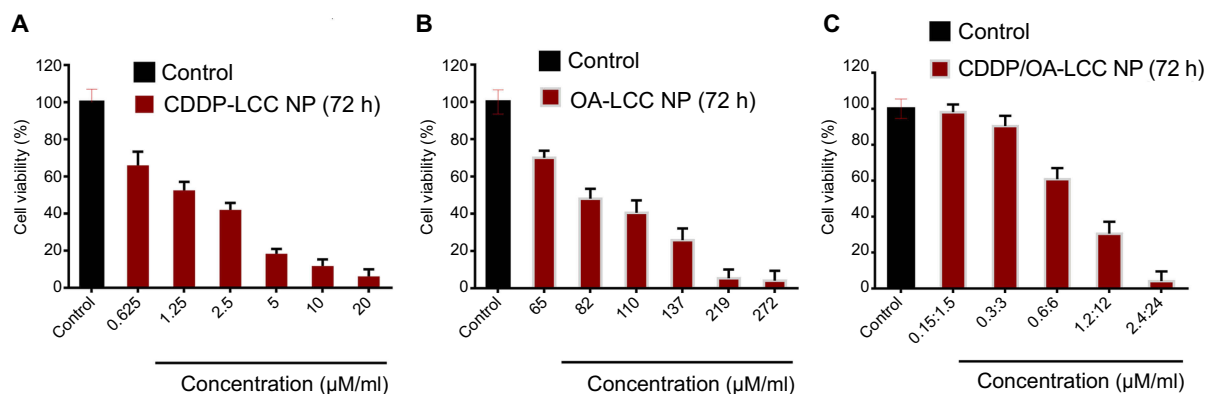 A
Control
CDDP-LCC NP (72 h)
Cell viability (%)
120
100
80
60
40
20
0
Control
0.625
1.25
2.5
5
10
20
Concentration (µM/ml)
B
Control
OA-LCC NP (72 h)
Cell viability (%)
120
100
80
60
40
20
0
Control
65
82
110
137
219
272
Concentration (µM/ml)
C
Control
CDDP/OA-LCC NP (72 h)
Cell viability (%)
120
100
80
60
40
20
0
Control
0.15:1.5
0.3:3
0.6:6
1.2:12
2.4:24
Concentration (µM/ml)